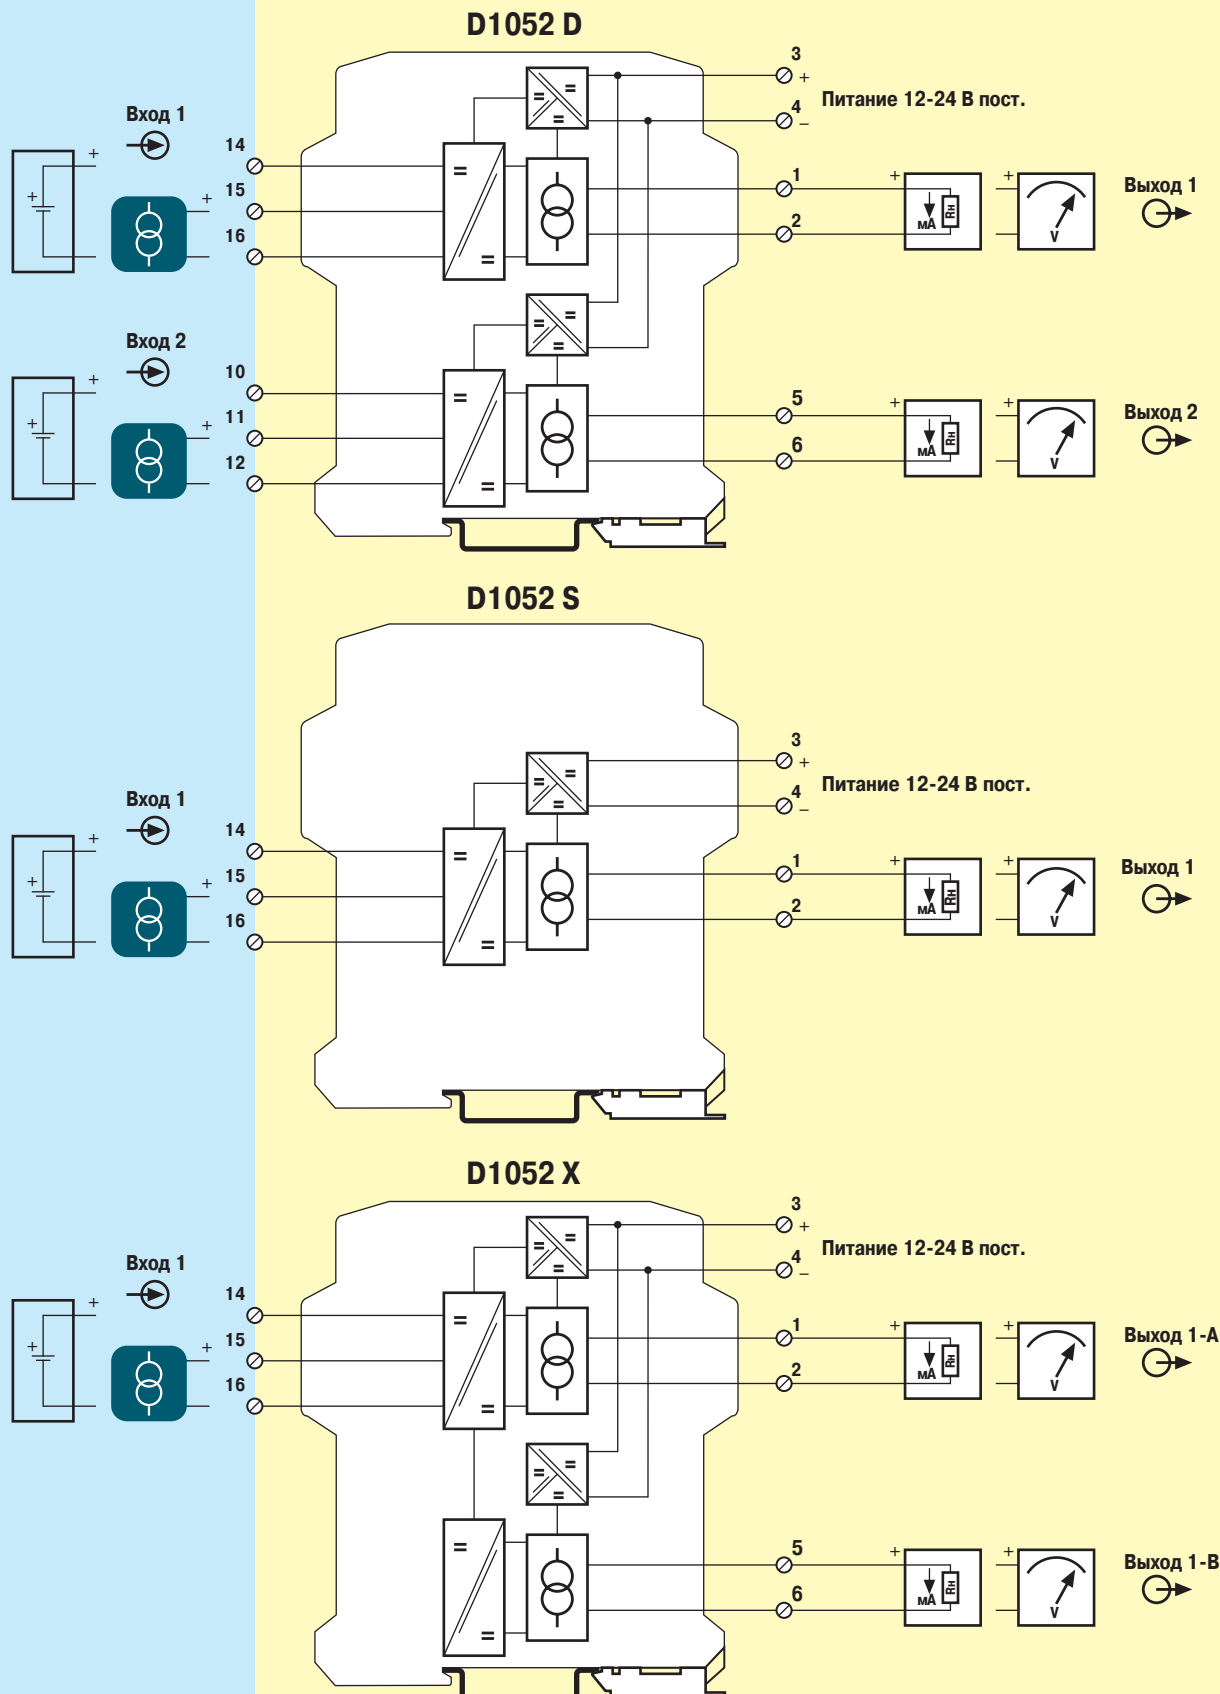 D1052 D
3
+
Питание 12-24 В пост.
4
–
Вход 1
14
+
15
+
16
+
1
2
+
мА
Rн
+
V
Выход 1
Вход 2
10
+
11
+
12
+
5
6
+
мА
Rн
+
V
Выход 2
D1052 S
3
+
Питание 12-24 В пост.
4
–
Вход 1
14
+
15
+
16
+
1
2
+
мА
Rн
+
V
Выход 1
D1052 X
3
+
Питание 12-24 В пост.
4
–
Вход 1
14
+
15
+
16
+
1
2
+
мА
Rн
+
V
Выход 1-А
5
6
+
мА
Rн
+
V
Выход 1-В